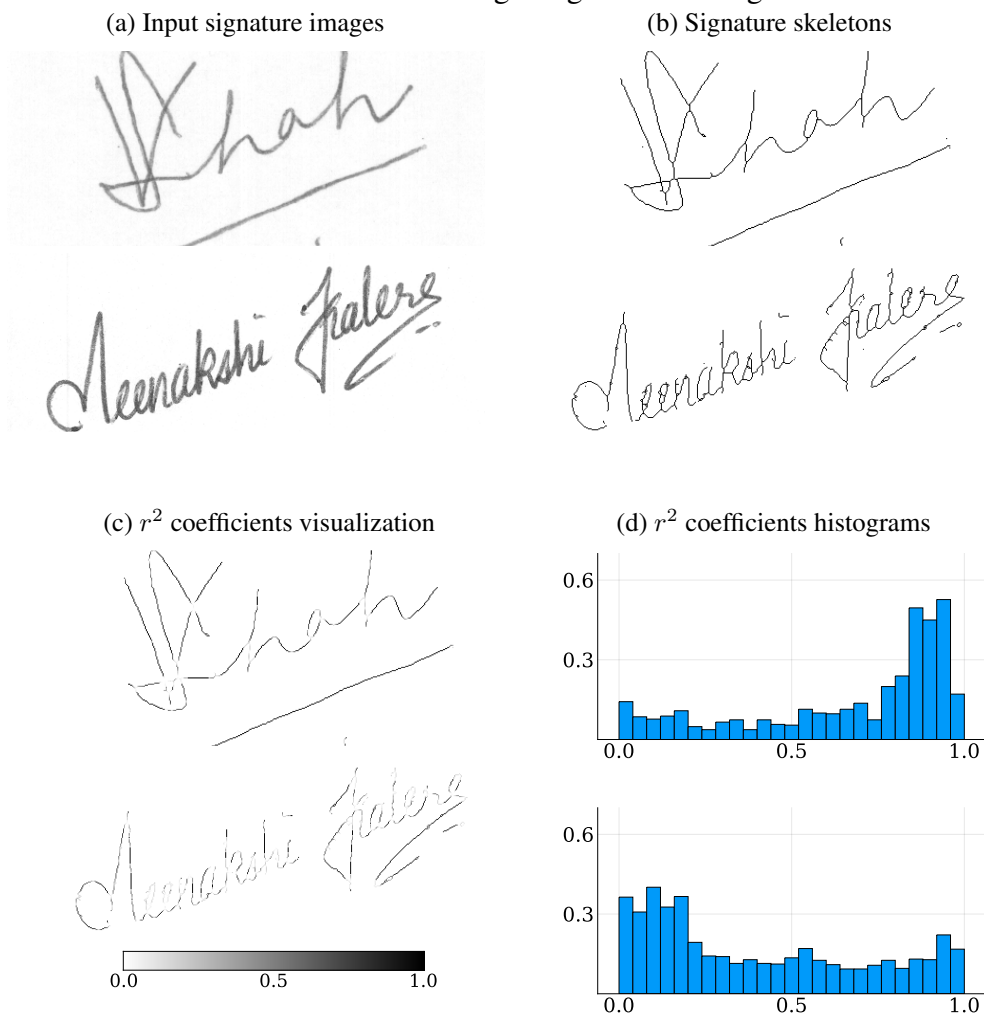 (a) Input signature images
(b) Signature skeletons
Meenakshi Kalere
(c) r² coefficients visualization
(d) r² coefficients histograms
0.6
0.3
0.0 0.5 1.0
0.6
0.3
0.0 0.5 1.0
0.0 0.5 1.0